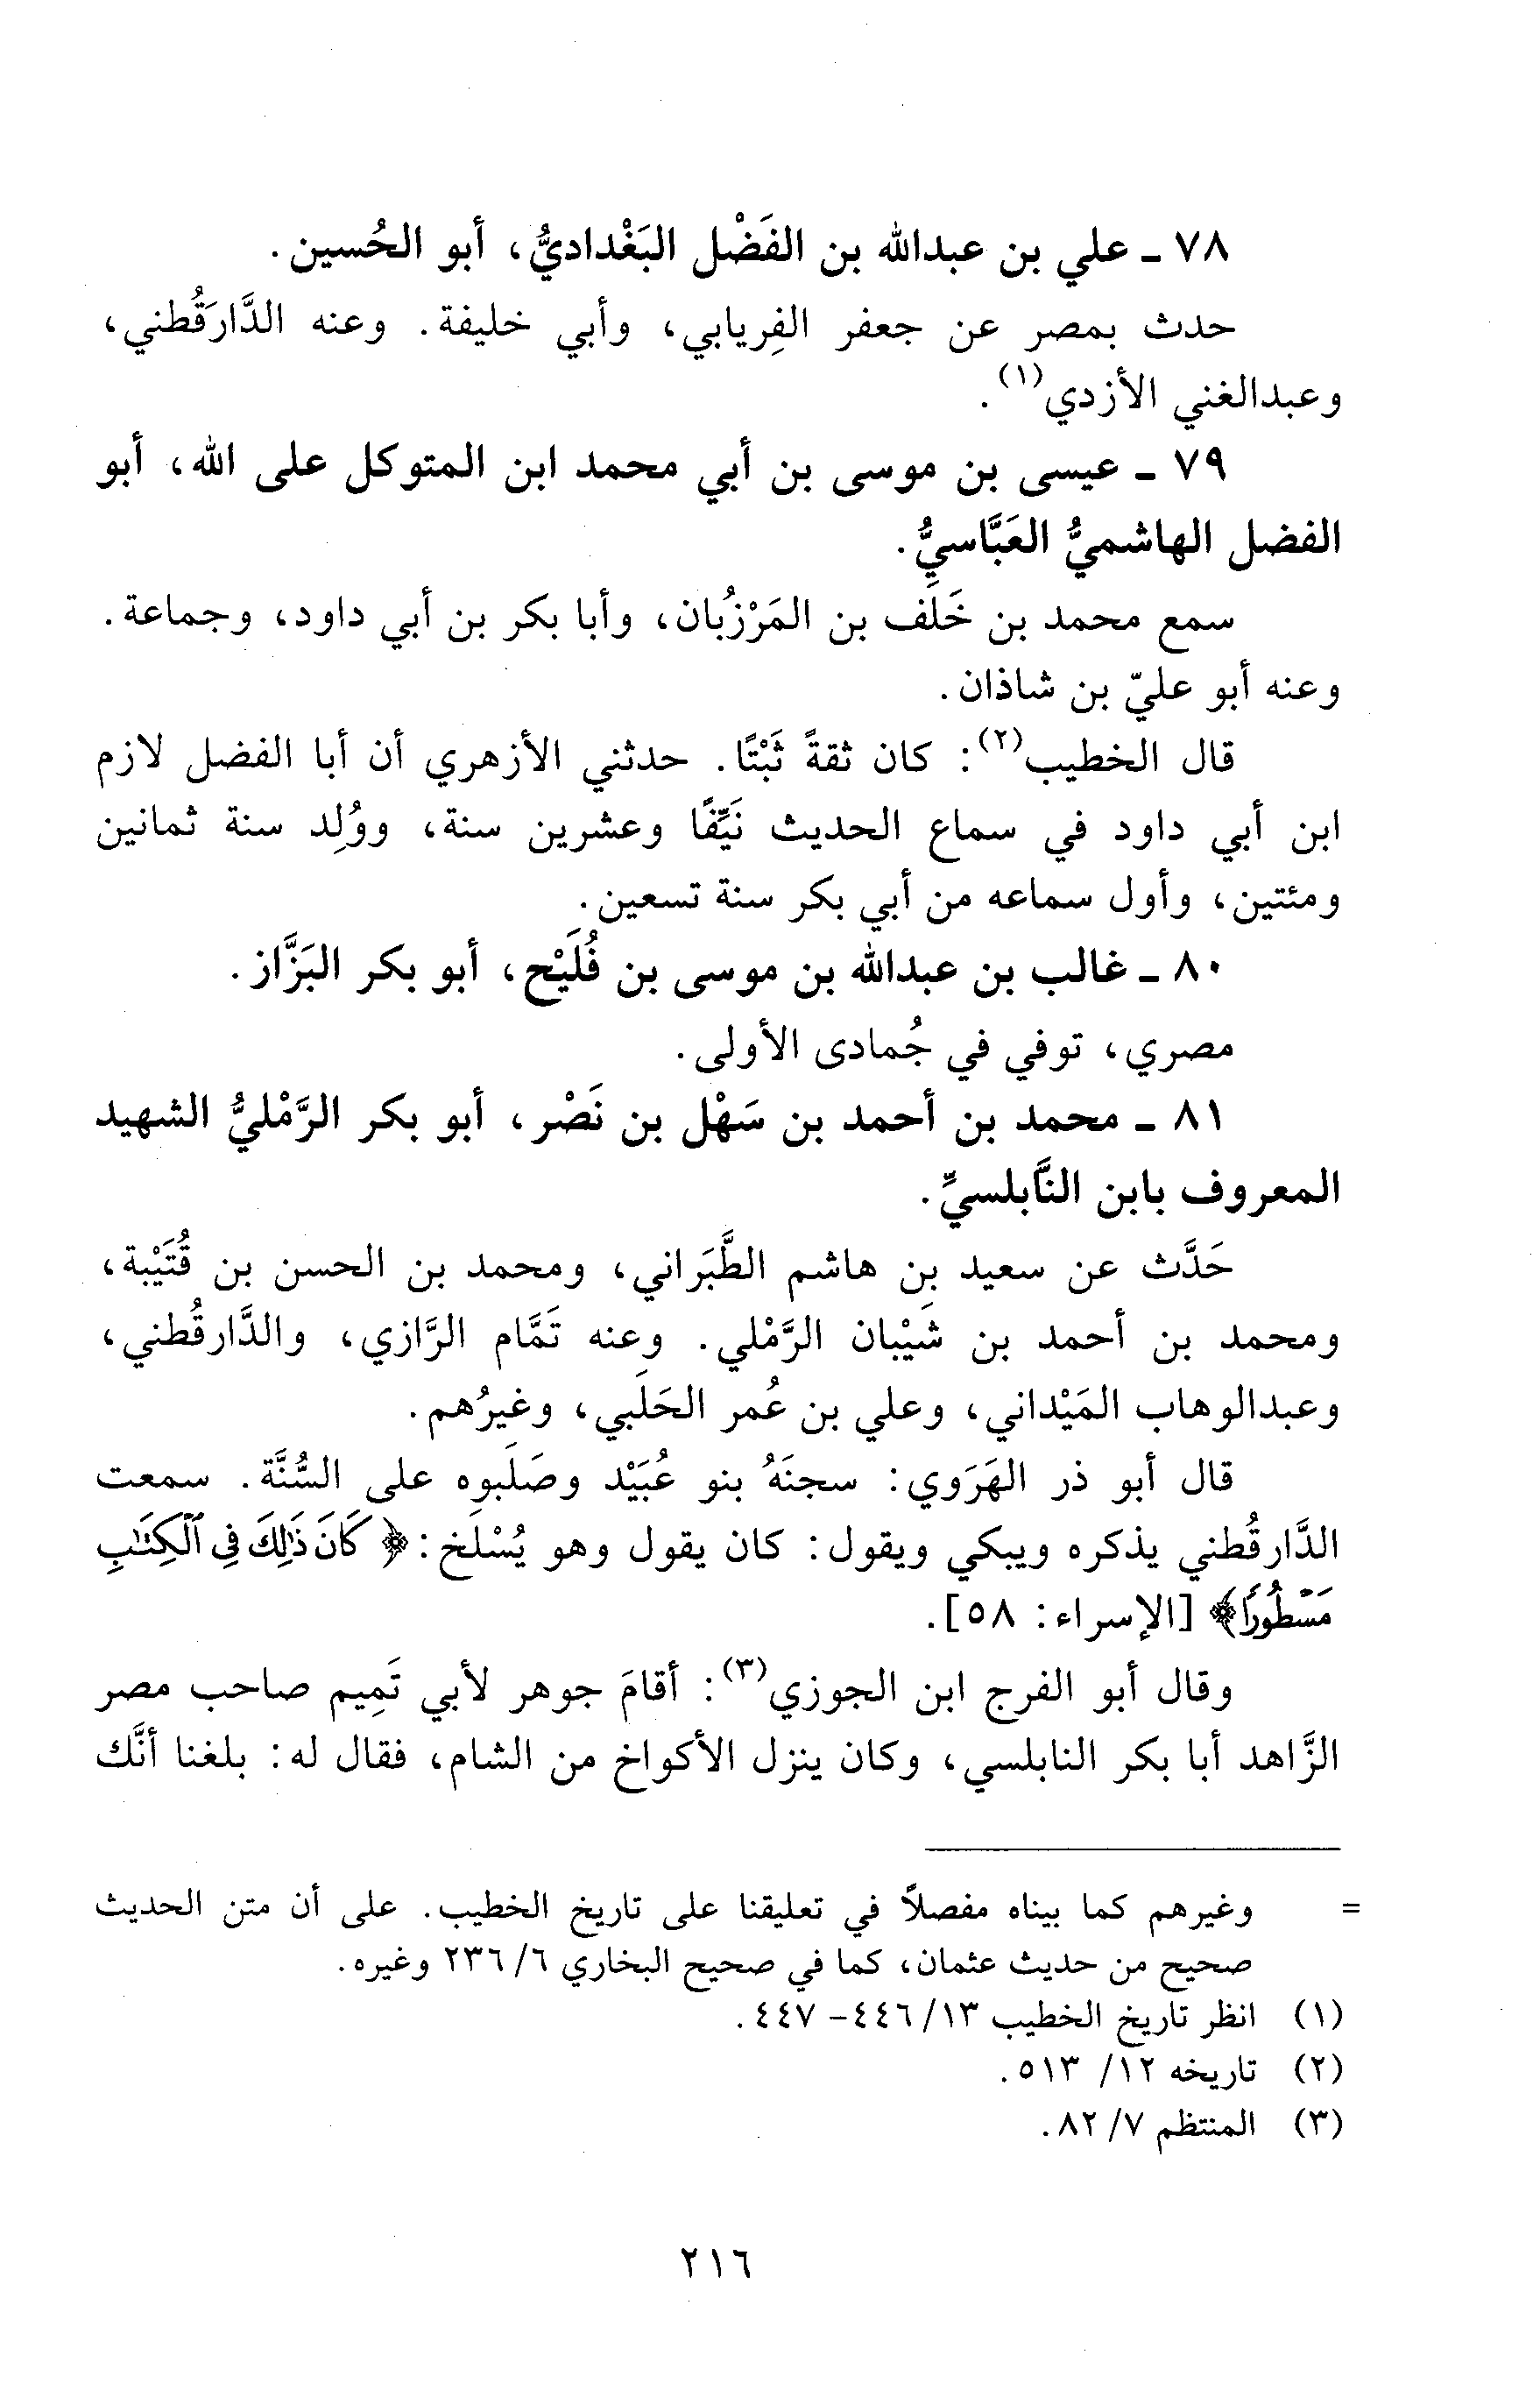 ٧٨ ـ علي بن عبدالله بن الفَضْل البَغْداديُّ، أبو الحُسين.
حدث بمصر عن جعفر الفِريابي، وأبي خليفة. وعنه الدَّارَقُطني،
وعبدالغني الأزدي(١).
٧٩ ـ عيسى بن موسى بن أبي محمد ابن المتوكل على الله، أبو
الفضل الهاشميُّ العَبَّاسيُّ.
سمع محمد بن خَلَف بن المَرْزُبان، وأبا بكر بن أبي داود، وجماعة.
وعنه أبو عليّ بن شاذان.
قال الخطيب(٢): كان ثقةً ثَبْتًا. حدثني الأزهري أن أبا الفضل لازم
ابن أبي داود في سماع الحديث نَيِّفًا وعشرين سنة، ووُلِد سنة ثمانين
ومئتين، وأول سماعه من أبي بكر سنة تسعين.
٨٠ ـ غالب بن عبدالله بن موسى بن فُلَيْح، أبو بكر البَزَّاز.
مصري، توفي في جُمادى الأولى.
٨١ ـ محمد بن أحمد بن سَهْل بن نَصْر، أبو بكر الرَّمْليُّ الشهيد
المعروف بابن النَّابلسيِّ.
حَدَّث عن سعيد بن هاشم الطَّبَراني، ومحمد بن الحسن بن قُتَيْبة،
ومحمد بن أحمد بن شَيْبان الرَّمْلي. وعنه تَمَّام الرَّازي، والدَّارقُطني،
وعبدالوهاب المَيْداني، وعلي بن عُمر الحَلَبي، وغيرُهم.
قال أبو ذر الهَرَوي: سجنَهُ بنو عُبَيْد وصَلَبوه على السُّنَّة. سمعت
الدَّارقُطني يذكره ويبكي ويقول: كان يقول وهو يُسْلَخ: ﴿كَانَ ذَٰلِكَ فِي ٱلْكِتَٰبِ
مَسْطُورًا﴾ [الإسراء: ٥٨].
وقال أبو الفرج ابن الجوزي(٣): أقامَ جوهر لأبي تَمِيم صاحب مصر
الزَّاهد أبا بكر النابلسي، وكان ينزل الأكواخ من الشام، فقال له: بلغنا أنَّك
= وغيرهم كما بيناه مفصلاً في تعليقنا على تاريخ الخطيب. على أن متن الحديث
صحيح من حديث عثمان، كما في صحيح البخاري ٦/ ٢٣٦ وغيره.
(١) انظر تاريخ الخطيب ١٣/ ٤٤٦- ٤٤٧.
(٢) تاريخه ١٢/ ٥١٣.
(٣) المنتظم ٧/ ٨٢.
٢١٦